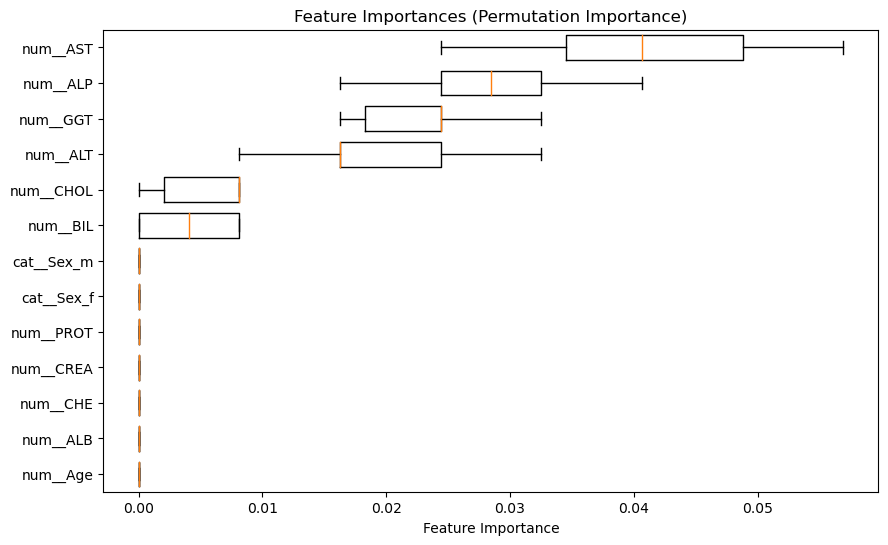 Feature Importances (Permutation Importance)
num__AST
num__ALP
num__GGT
num__ALT
num__CHOL
num__BIL
cat__Sex_m
cat__Sex_f
num__PROT
num__CREA
num__CHE
num__ALB
num__Age
0.00 0.01 0.02 0.03 0.04 0.05
Feature Importance